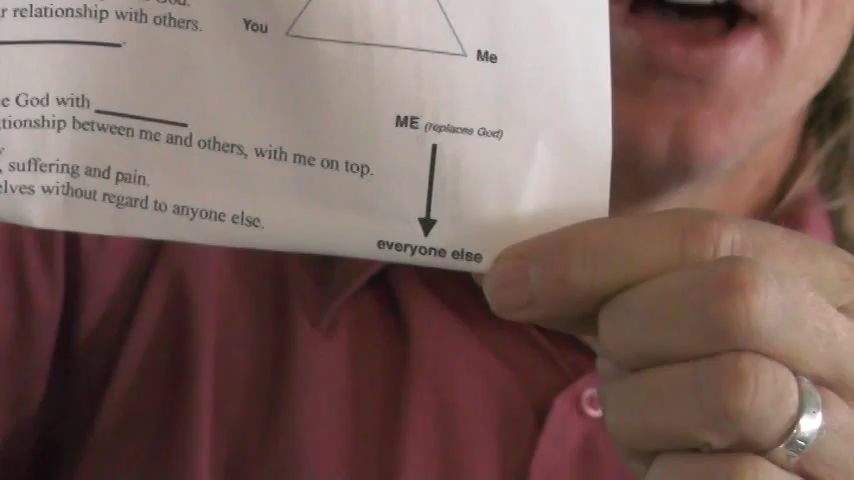 God.
r relationship with others.
You
Me
e God with
tionship between me and others, with me on top.
, suffering and pain.
elves without regard to anyone else.
ME (replaces God)
everyone else